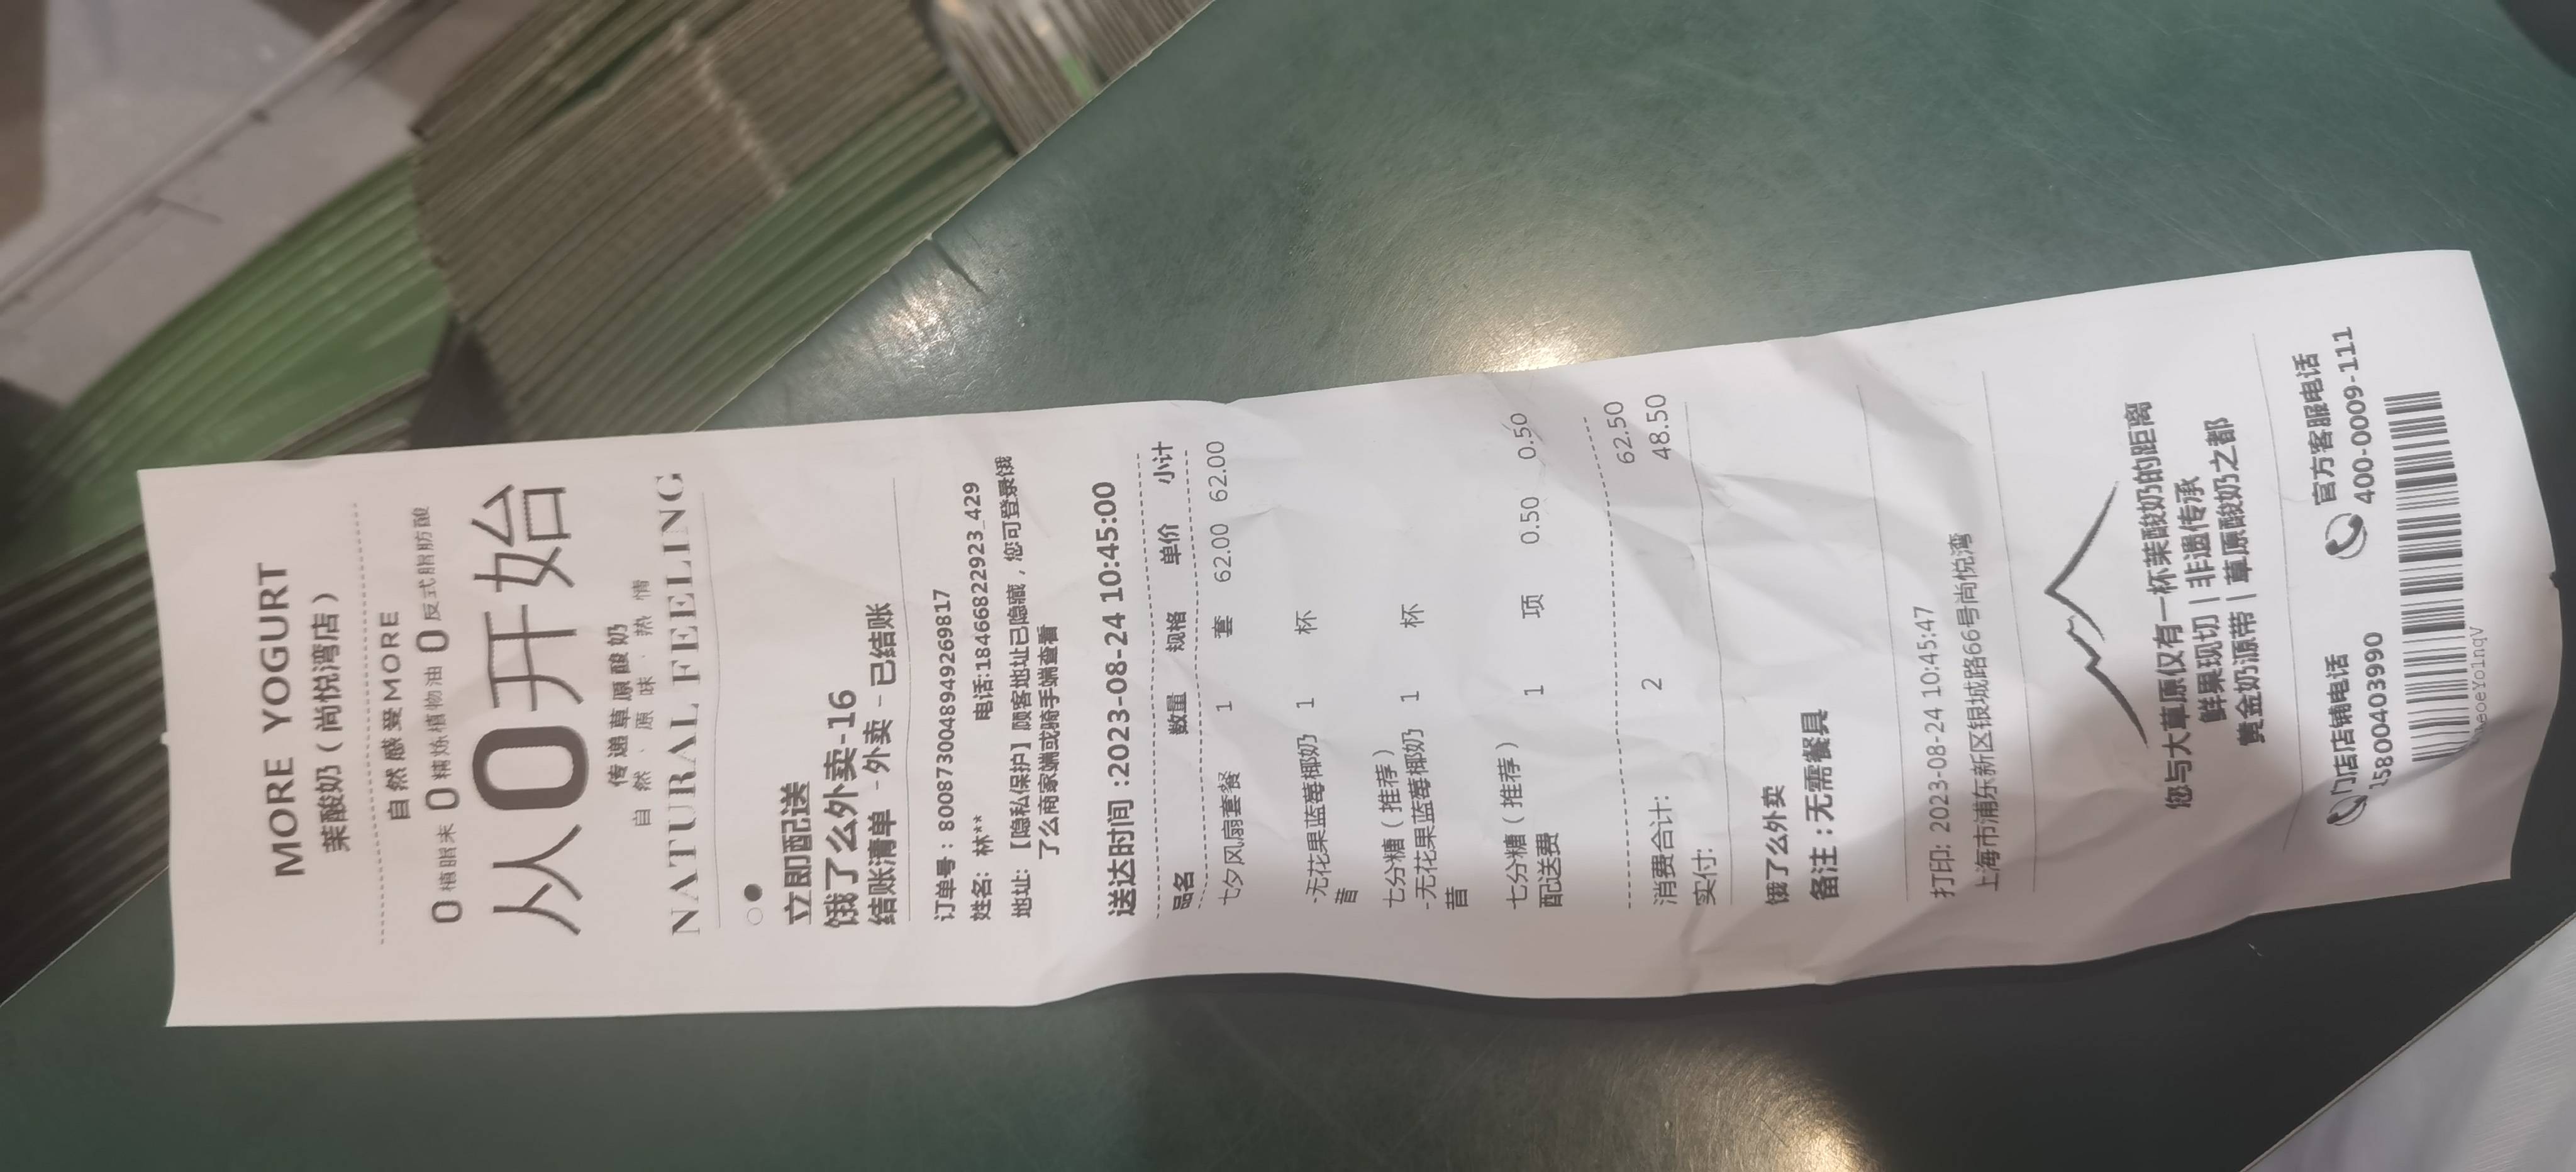 MORE YOGURT
茉酸奶（尚悦湾店）
自然感受MORE
0植脂末 0精炼植物油 0反式脂肪酸
从0开始
传递草原酸奶
自然·原味·热情
NATURAL FEELING
立即配送
饿了么外卖-16
结账清单 -外卖 - 已结账
订单号: 8008730048949269817
姓名: 林** 电话:18466822923_429
地址: 【隐私保护】顾客地址已隐藏，您可登录饿
了么商家端或骑手端查看
送达时间:2023-08-24 10:45:00
品名 数量 规格 单价 小计
七夕风扇套餐 1 套 62.00 62.00
-无花果蓝莓椰奶 1 杯
昔
七分糖（推荐）
-无花果蓝莓椰奶 1 杯
昔
七分糖（推荐）
配送费 1 项 0.50 0.50
消费合计: 2 62.50
实付: 48.50
饿了么外卖
备注:无需餐具
打印: 2023-08-24 10:45:47
上海市浦东新区银城路66号尚悦湾
您与大草原仅有一杯茉酸奶的距离
鲜果现切 | 非遗传承
黄金奶源带 | 草原酸奶之都
门店店铺电话 官方客服电话
15800403990 400-0009-111